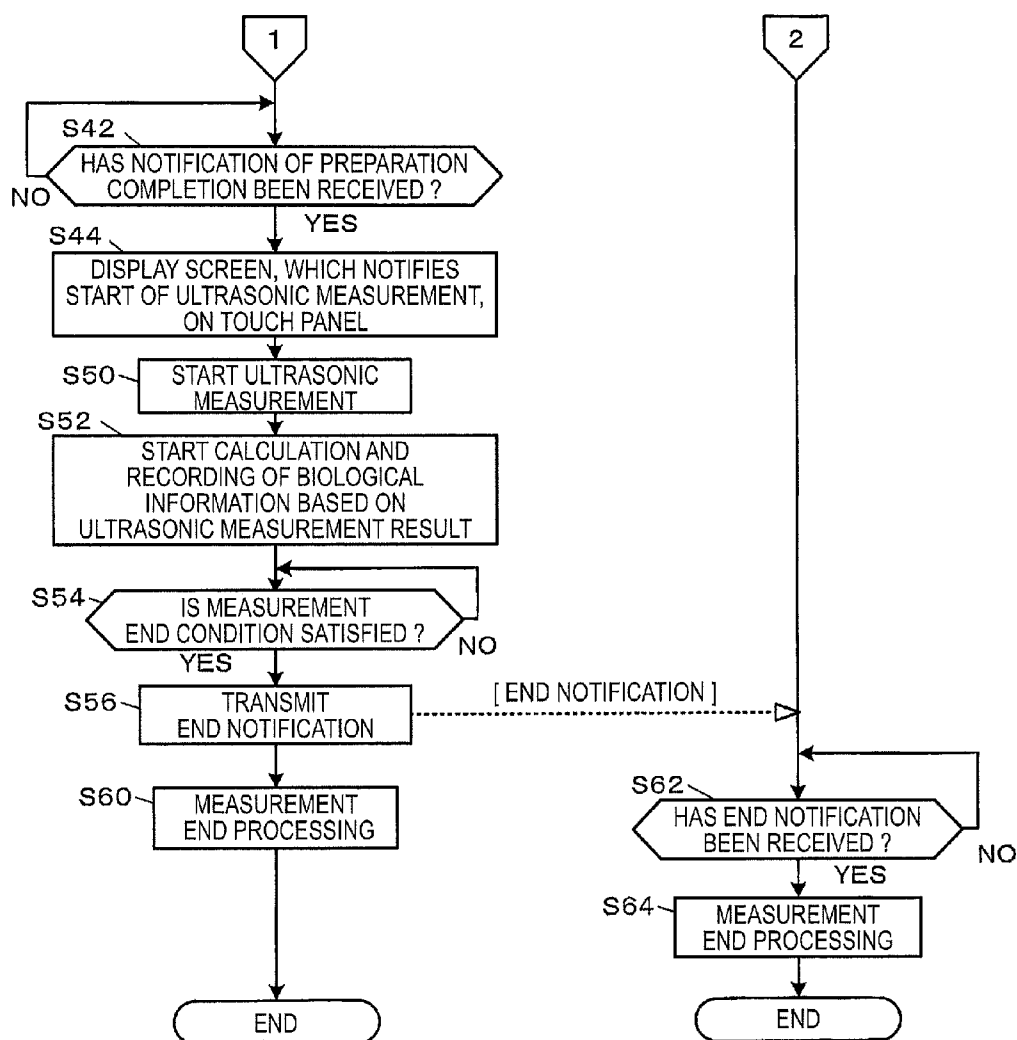 1
2
S42
HAS NOTIFICATION OF PREPARATION
COMPLETION BEEN RECEIVED ?
NO
YES
S44
DISPLAY SCREEN, WHICH NOTIFIES
START OF ULTRASONIC MEASUREMENT,
ON TOUCH PANEL
S50
START ULTRASONIC
MEASUREMENT
S52
START CALCULATION AND
RECORDING OF BIOLOGICAL
INFORMATION BASED ON
ULTRASONIC MEASUREMENT RESULT
S54
IS MEASUREMENT
END CONDITION SATISFIED ?
NO
YES
S56
TRANSMIT
END NOTIFICATION
[ END NOTIFICATION ]
S60
MEASUREMENT
END PROCESSING
S62
HAS END NOTIFICATION
BEEN RECEIVED ?
NO
YES
S64
MEASUREMENT
END PROCESSING
END
END